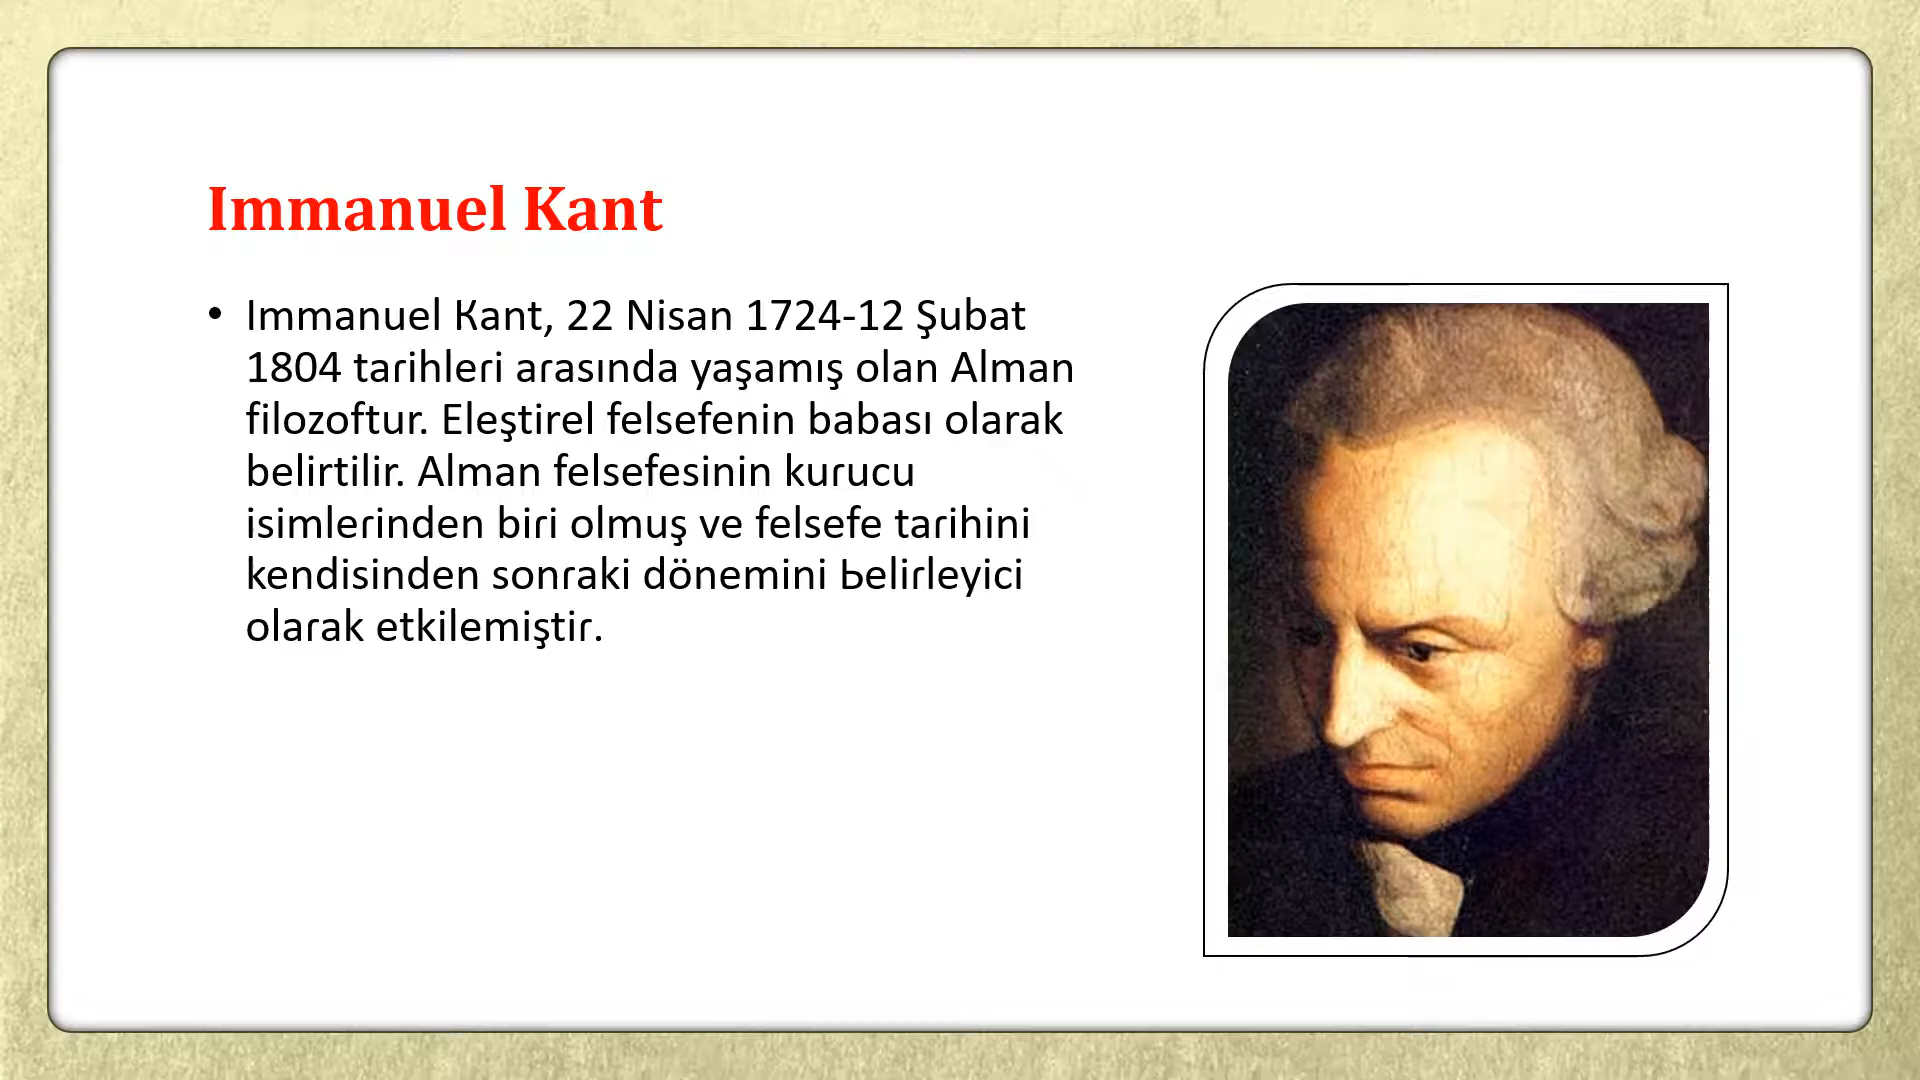 Immanuel Kant
• Immanuel Kant, 22 Nisan 1724-12 Şubat
1804 tarihleri arasında yaşamış olan Alman
filozoftur. Eleştirel felsefenin babası olarak
belirtilir. Alman felsefesinin kurucu
isimlerinden biri olmuş ve felsefe tarihini
kendisinden sonraki dönemini ьelirleyici
olarak etkilemiştir.